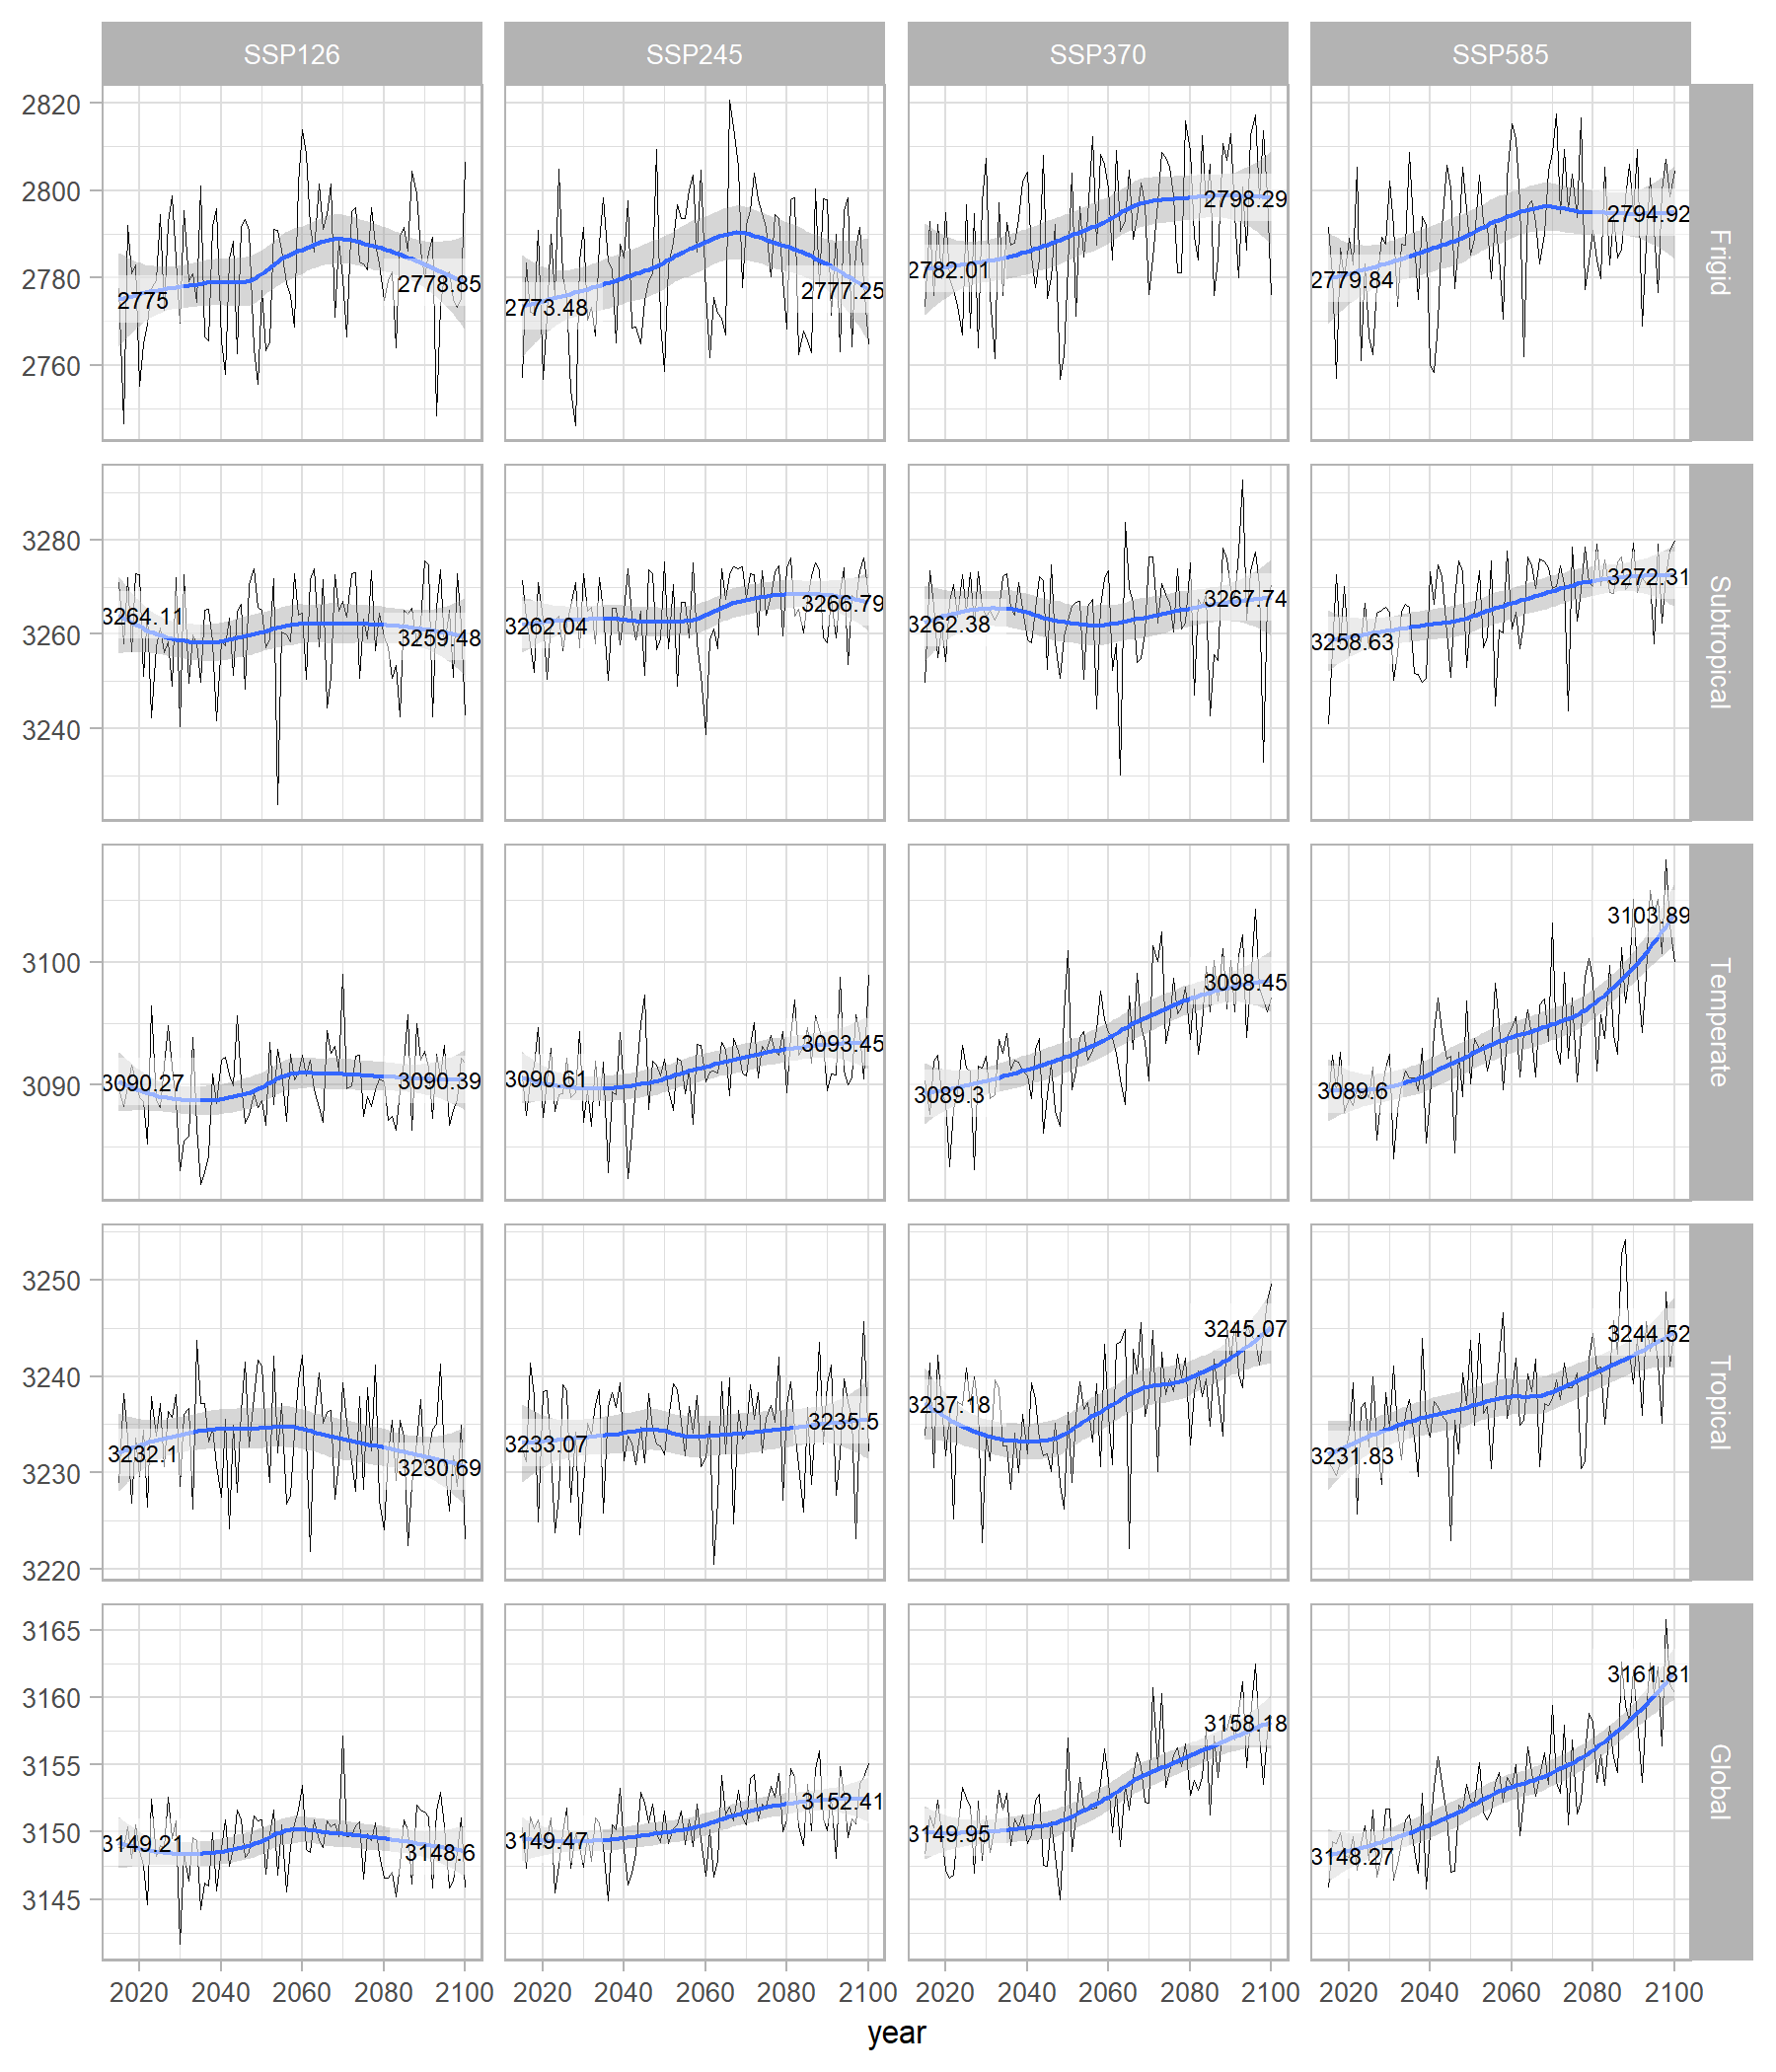 SSP126 SSP245 SSP370 SSP585
2820
2800
2780
2760
2775 2778.85 2773.48 2777.25 2782.01 2798.29 2779.84 2794.92
Frigid
3280
3260
3240
3264.11 3259.48 3262.04 3266.79 3262.38 3267.74 3258.63 3272.31
Subtropical
3100
3090
3090.27 3090.39 3090.61 3093.45 3089.3 3098.45 3089.6 3103.89
Temperate
3250
3240
3230
3220
3232.1 3230.69 3233.07 3235.5 3237.18 3245.07 3231.83 3244.52
Tropical
3165
3160
3155
3150
3145
3149.21 3148.6 3149.47 3152.41 3149.95 3158.18 3148.27 3161.81
Global
2020 2040 2060 2080 2100 2020 2040 2060 2080 2100 2020 2040 2060 2080 2100 2020 2040 2060 2080 2100
year